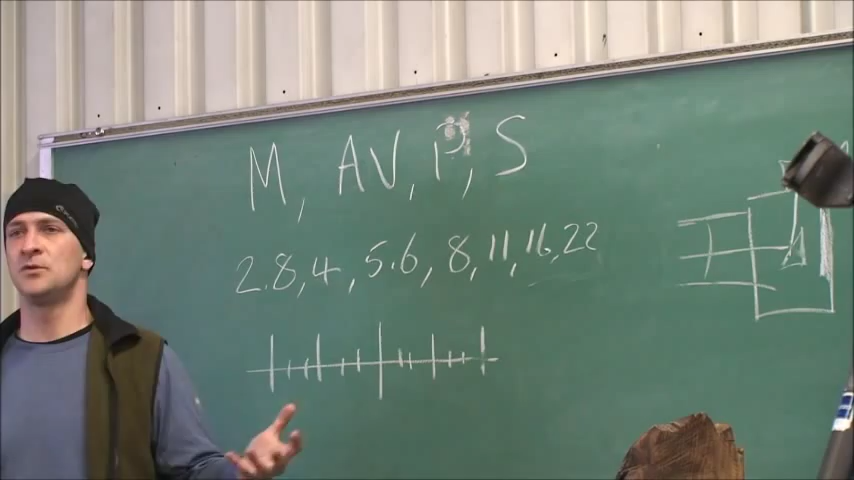 M, AV, P, S
2.8, 4, 5.6, 8, 11, 16, 22